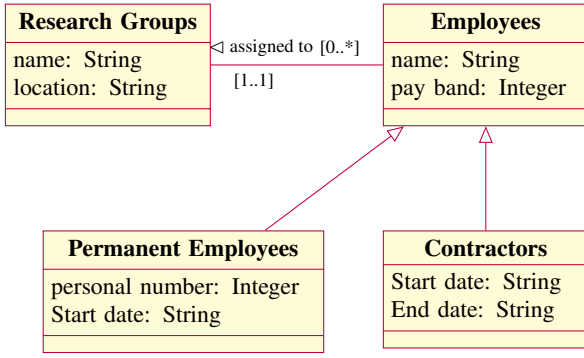 Research Groups
name: String
location: String
assigned to [0..*]
[1..1]
Employees
name: String
pay band: Integer
Permanent Employees
personal number: Integer
Start date: String
Contractors
Start date: String
End date: String